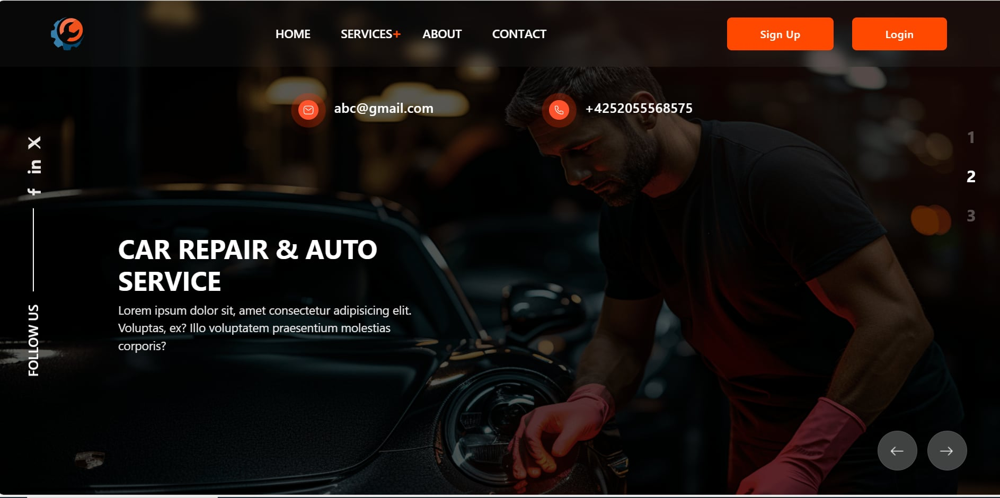 HOME
SERVICES+
ABOUT
CONTACT
Sign Up
Login
abc@gmail.com
+4252055568575
X
in
f
FOLLOW US
1
2
3
CAR REPAIR & AUTO
SERVICE
Lorem ipsum dolor sit, amet consectetur adipisicing elit.
Voluptas, ex? Illo voluptatem praesentium molestias
corporis?